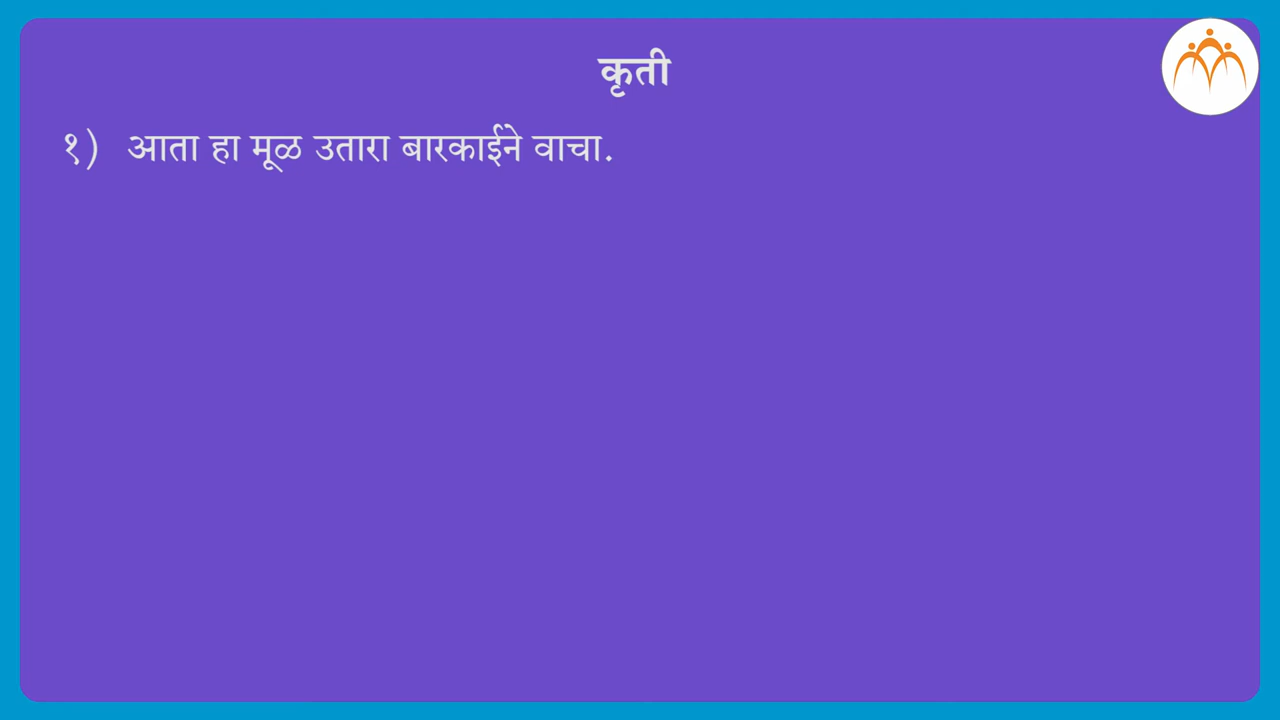 कृती
१) आता हा मूळ उतारा बारकाईने वाचा.